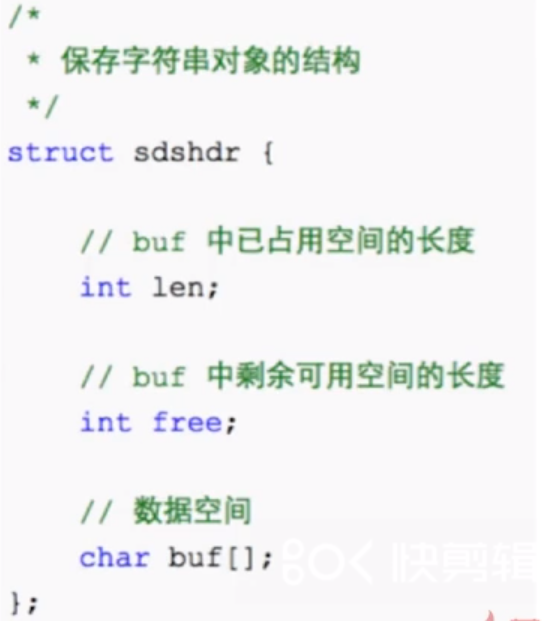 /*
 * 保存字符串对象的结构
 */
struct sdshdr {
    // buf 中已占用空间的长度
    int len;
    // buf 中剩余可用空间的长度
    int free;
    // 数据空间
    char buf[];
};
快剪辑